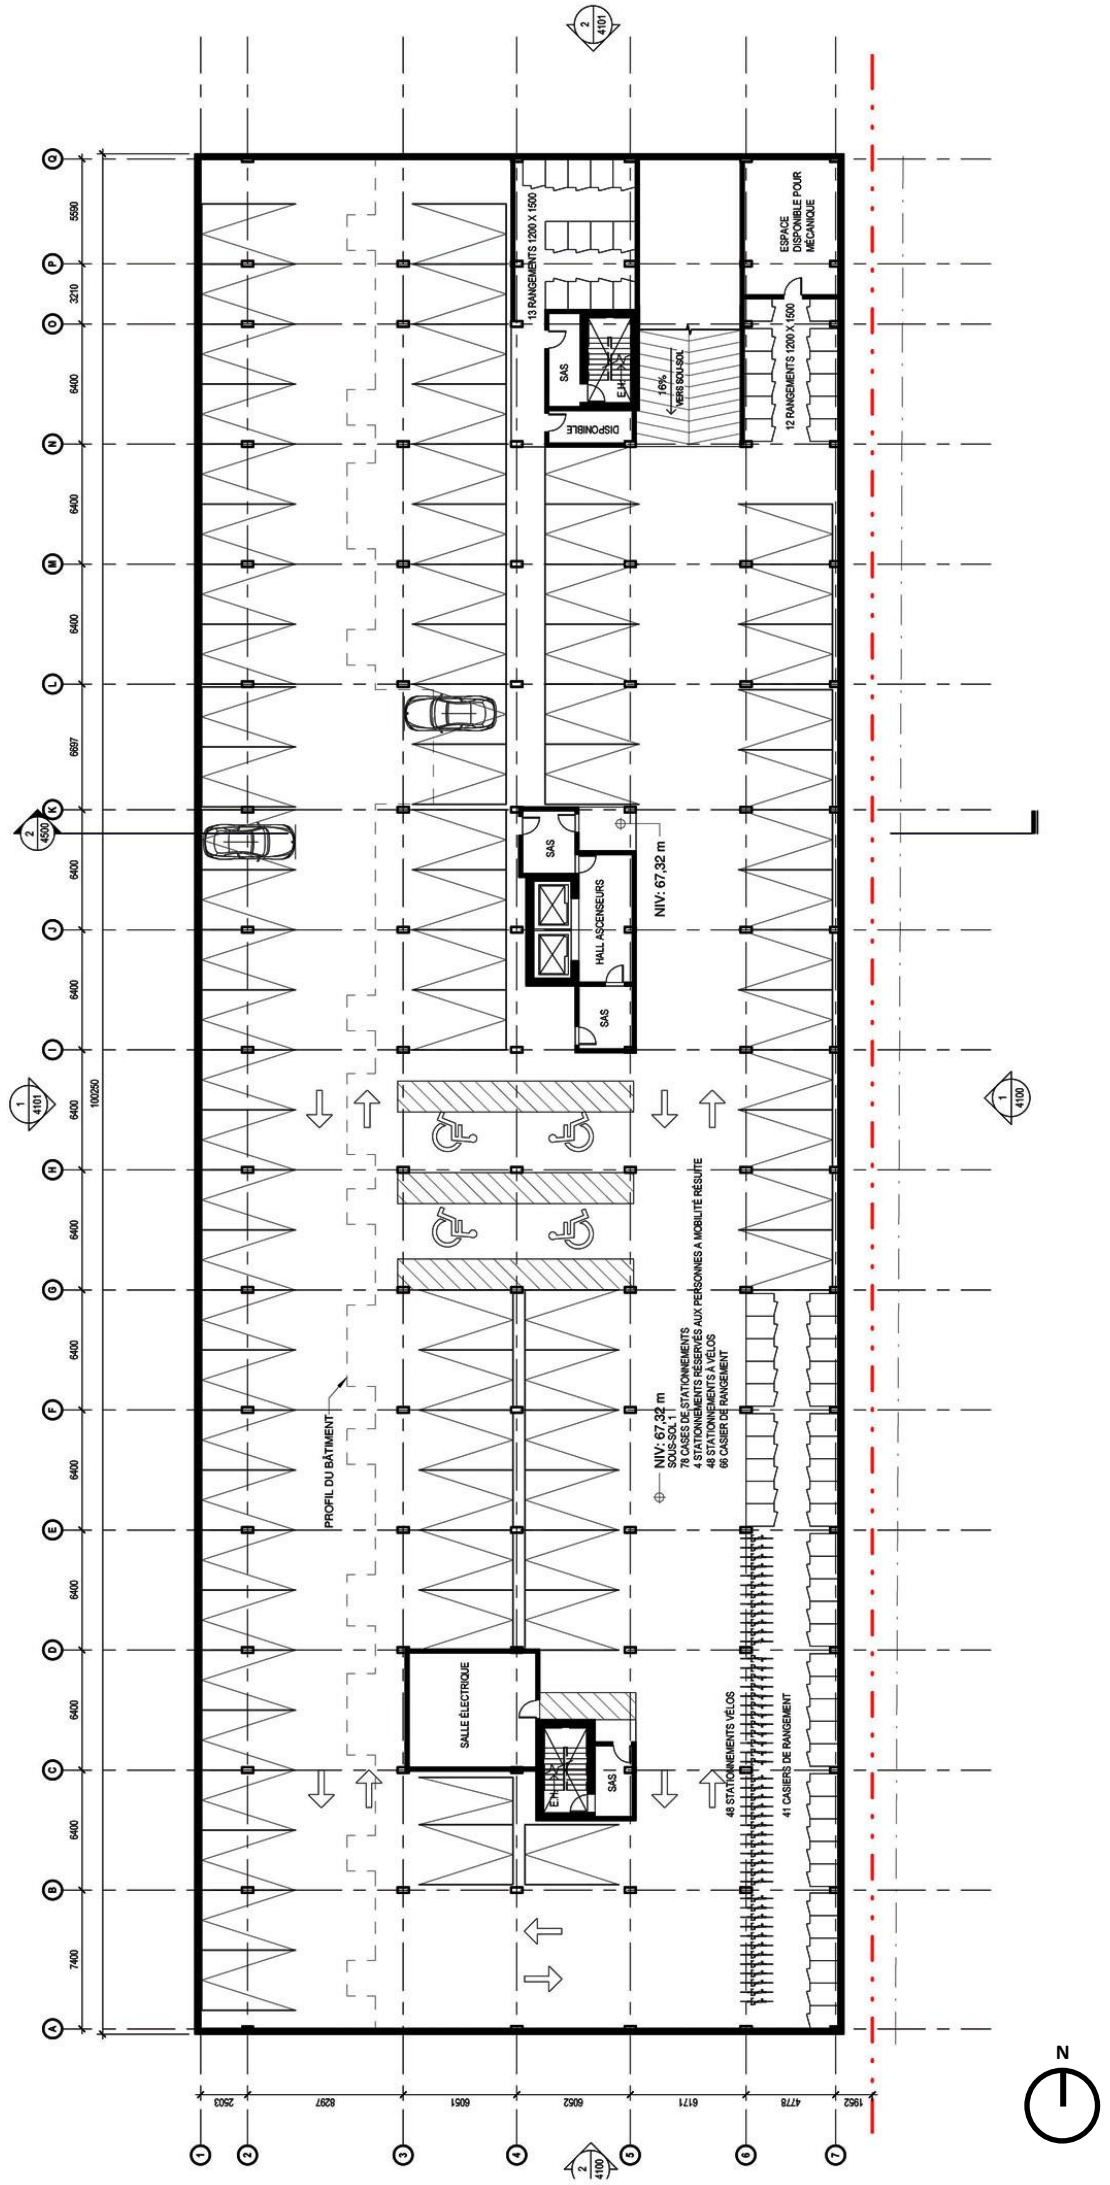 2
4101
Q
P
O
N
M
L
K
J
I
H
G
F
E
D
C
B
A
5590
3210
6400
6400
6400
6697
6400
6400
6400
6400
6400
6400
6400
6400
6400
7400
100250
13 RANGEMENTS 1200 X 1500
ESPACE
DISPONIBLE POUR
MÉCANIQUE
12 RANGEMENTS 1200 X 1500
SAS
E.H.
16%
VERS SOU-SOL
DISPONIBLE
2
4500
SAS
HALL ASCENSEURS
SAS
NIV: 67,32 m
1
4101
1
4100
PROFIL DU BÂTIMENT
NIV: 67,32 m
SOUS-SOL 1
78 CASES DE STATIONNEMENTS
4 STATIONNEMENTS RÉSERVÉS AUX PERSONNES A MOBILITÉ RÉSUITE
48 STATIONNEMENTS À VÉLOS
66 CASIER DE RANGEMENT
SALLE ÉLECTRIQUE
E.H.
SAS
48 STATIONNEMENTS VÉLOS
41 CASIERS DE RANGEMENT
2503
8297
6051
6052
6171
4778
1952
1
2
3
4
5
6
7
2
4100
N